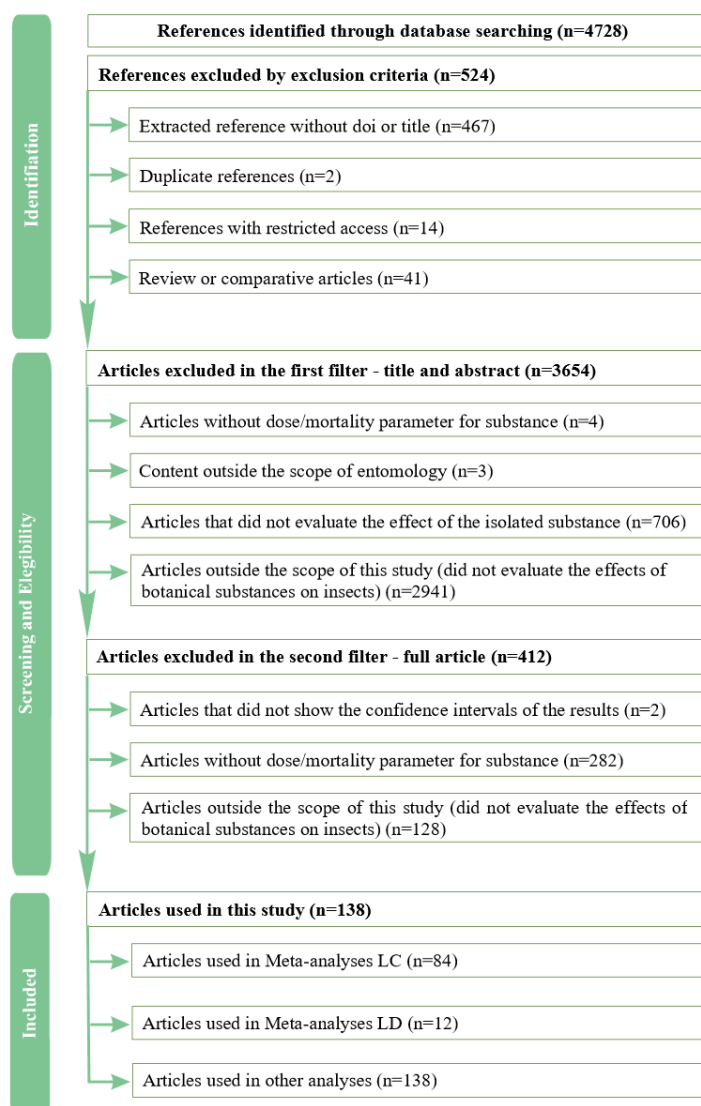 References identified through database searching (n=4728)
Identifiation
References excluded by exclusion criteria (n=524)
Extracted reference without doi or title (n=467)
Duplicate references (n=2)
References with restricted access (n=14)
Review or comparative articles (n=41)
Screening and Elegibility
Articles excluded in the first filter - title and abstract (n=3654)
Articles without dose/mortality parameter for substance (n=4)
Content outside the scope of entomology (n=3)
Articles that did not evaluate the effect of the isolated substance (n=706)
Articles outside the scope of this study (did not evaluate the effects of
botanical substances on insects) (n=2941)
Articles excluded in the second filter - full article (n=412)
Articles that did not show the confidence intervals of the results (n=2)
Articles without dose/mortality parameter for substance (n=282)
Articles outside the scope of this study (did not evaluate the effects of
botanical substances on insects) (n=128)
Included
Articles used in this study (n=138)
Articles used in Meta-analyses LC (n=84)
Articles used in Meta-analyses LD (n=12)
Articles used in other analyses (n=138)